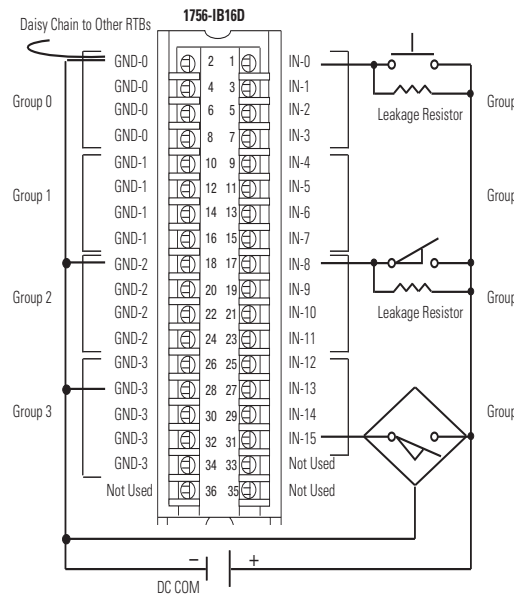 1756-IB16D
Daisy Chain to Other RTBs
GND-0 2 1 IN-0
GND-0 4 3 IN-1
Group 0 GND-0 6 5 IN-2 Leakage Resistor Group
GND-0 8 7 IN-3
GND-1 10 9 IN-4
Group 1 GND-1 12 11 IN-5 Group
GND-1 14 13 IN-6
GND-1 16 15 IN-7
GND-2 18 17 IN-8
GND-2 20 19 IN-9
Group 2 GND-2 22 21 IN-10 Leakage Resistor Group
GND-2 24 23 IN-11
GND-3 26 25 IN-12
GND-3 28 27 IN-13
Group 3 GND-3 30 29 IN-14 Group
GND-3 32 31 IN-15
GND-3 34 33 Not Used
Not Used 36 35 Not Used
– +
DC COM